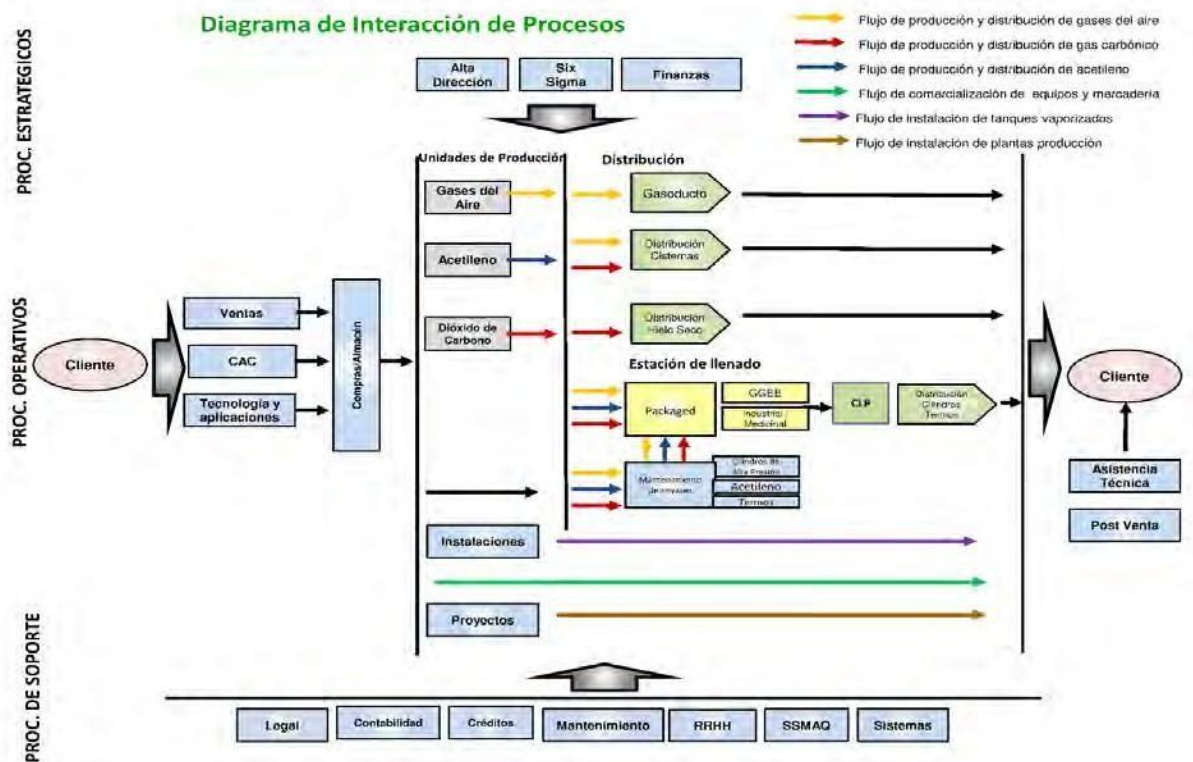 Diagrama de Interacción de Procesos
Flujo de producción y distribución de gases del aire
Flujo de producción y distribución de gas carbónico
Flujo de producción y distribución de acetileno
Flujo de comercialización de equipos y mercadería
Flujo de instalación de tanques vaporizados
Flujo de instalación de plantas producción
PROC. ESTRATEGICOS
Alta
Dirección
Six
Sigma
Finanzas
PROC. OPERATIVOS
Cliente
Ventas
CAC
Tecnología y
aplicaciones
Compras/Almacén
Unidades de Producción
Gases del
Aire
Acetileno
Dióxido de
Carbono
Distribución
Gasoducto
Distribución
Cisternas
Distribución
Hielo Seco
Estación de llenado
Packaged
GGEE
Industrial
Medicinal
Distribución
Cilindros
Termos
Mantenimiento
de envases
Cilindros de
Alta Presión
Acetileno
Termos
Instalaciones
Proyectos
Cliente
Asistencia
Técnica
Post Venta
PROC. DE SOPORTE
Legal
Contabilidad
Créditos
Mantenimiento
RRHH
SSMAQ
Sistemas